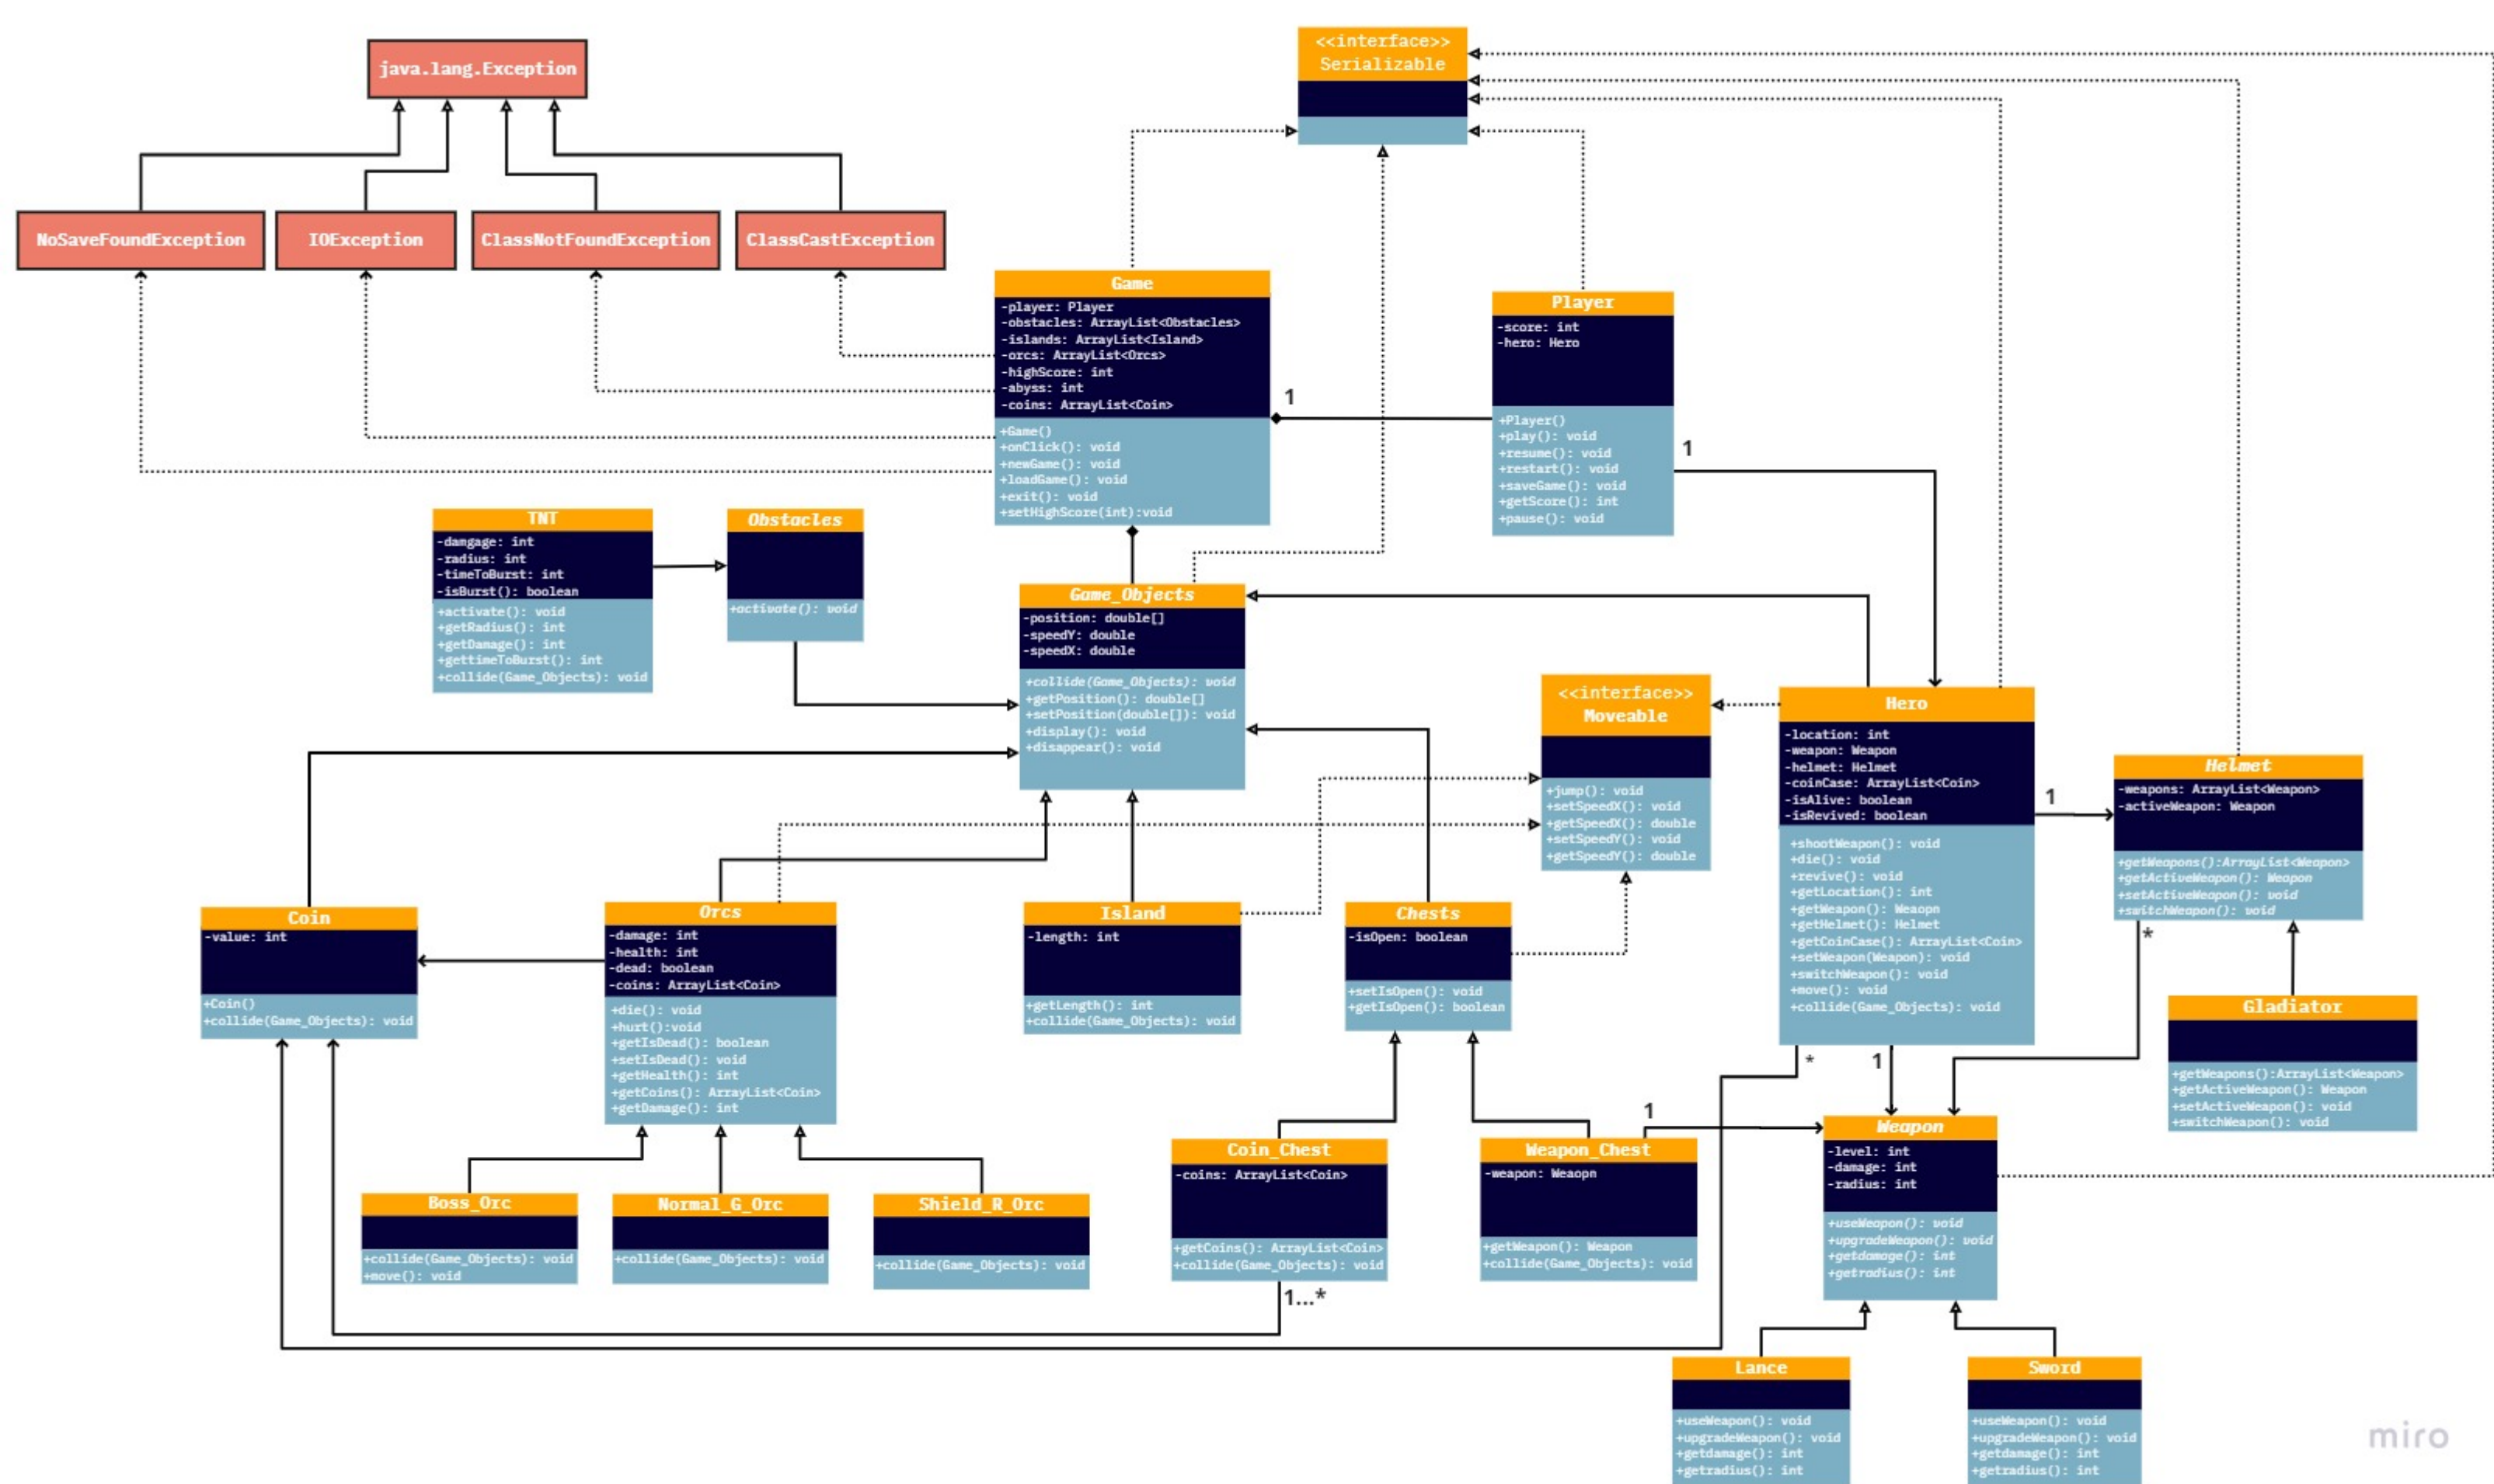 java.lang.Exception
<<interface>>
Serializable
NoSaveFoundException
IOException
ClassNotFoundException
ClassCastException
Game
-player: Player
-obstacles: ArrayList<Obstacles>
-islands: ArrayList<Island>
-orcs: ArrayList<Orcs>
-highScore: int
-abyss: int
-coins: ArrayList<Coin>
+Game()
+onClick(): void
+newGame(): void
+loadGame(): void
+exit(): void
+setHighScore(int):void
1
Player
-score: int
-hero: Hero
+Player()
+play(): void
+resume(): void
+restart(): void
+saveGame(): void
+getScore(): int
+pause(): void
1
TNT
-damgage: int
-radius: int
-timeToBurst: int
-isBurst(): boolean
+activate(): void
+getRadius(): int
+getDamage(): int
+gettimeToBurst(): int
+collide(Game_Objects): void
Obstacles
+activate(): void
Game_Objects
-position: double[]
-speedY: double
-speedX: double
+collide(Game_Objects): void
+getPosition(): double[]
+setPosition(double[]): void
+display(): void
+disappear(): void
<<interface>>
Moveable
+jump(): void
+setSpeedX(): void
+getSpeedX(): double
+setSpeedY(): void
+getSpeedY(): double
Hero
-location: int
-weapon: Weapon
-helmet: Helmet
-coinCase: ArrayList<Coin>
-isAlive: boolean
-isRevived: boolean
+shootWeapon(): void
+die(): void
+revive(): void
+getLocation(): int
+getWeapon(): Weaopn
+getHelmet(): Helmet
+getCoinCase(): ArrayList<Coin>
+setWeapon(Weapon): void
+switchWeapon(): void
+move(): void
+collide(Game_Objects): void
1
Helmet
-weapons: ArrayList<Weapon>
-activeWeapon: Weapon
+getWeapons():ArrayList<Weapon>
+getActiveWeapon(): Weapon
+setActiveWeapon(): void
+switchWeapon(): void
*
Coin
-value: int
+Coin()
+collide(Game_Objects): void
Orcs
-damage: int
-health: int
-dead: boolean
-coins: ArrayList<Coin>
+die(): void
+hurt():void
+getIsDead(): boolean
+setIsDead(): void
+getHealth(): int
+getCoins(): ArrayList<Coin>
+getDamage(): int
Island
-length: int
+getLength(): int
+collide(Game_Objects): void
Chests
-isOpen: boolean
+setIsOpen(): void
+getIsOpen(): boolean
Gladiator
+getWeapons():ArrayList<Weapon>
+getActiveWeapon(): Weapon
+setActiveWeapon(): void
+switchWeapon(): void
*
1
1
Boss_Orc
+collide(Game_Objects): void
+move(): void
Normal_G_Orc
+collide(Game_Objects): void
Shield_R_Orc
+collide(Game_Objects): void
Coin_Chest
-coins: ArrayList<Coin>
+getCoins(): ArrayList<Coin>
+collide(Game_Objects): void
1...*
Weapon_Chest
-weapon: Weaopn
+getWeapon(): Weapon
+collide(Game_Objects): void
Weapon
-level: int
-damage: int
-radius: int
+useWeapon(): void
+upgradeWeapon(): void
+getdamage(): int
+getradius(): int
Lance
+useWeapon(): void
+upgradeWeapon(): void
+getdamage(): int
+getradius(): int
Sword
+useWeapon(): void
+upgradeWeapon(): void
+getdamage(): int
+getradius(): int
miro